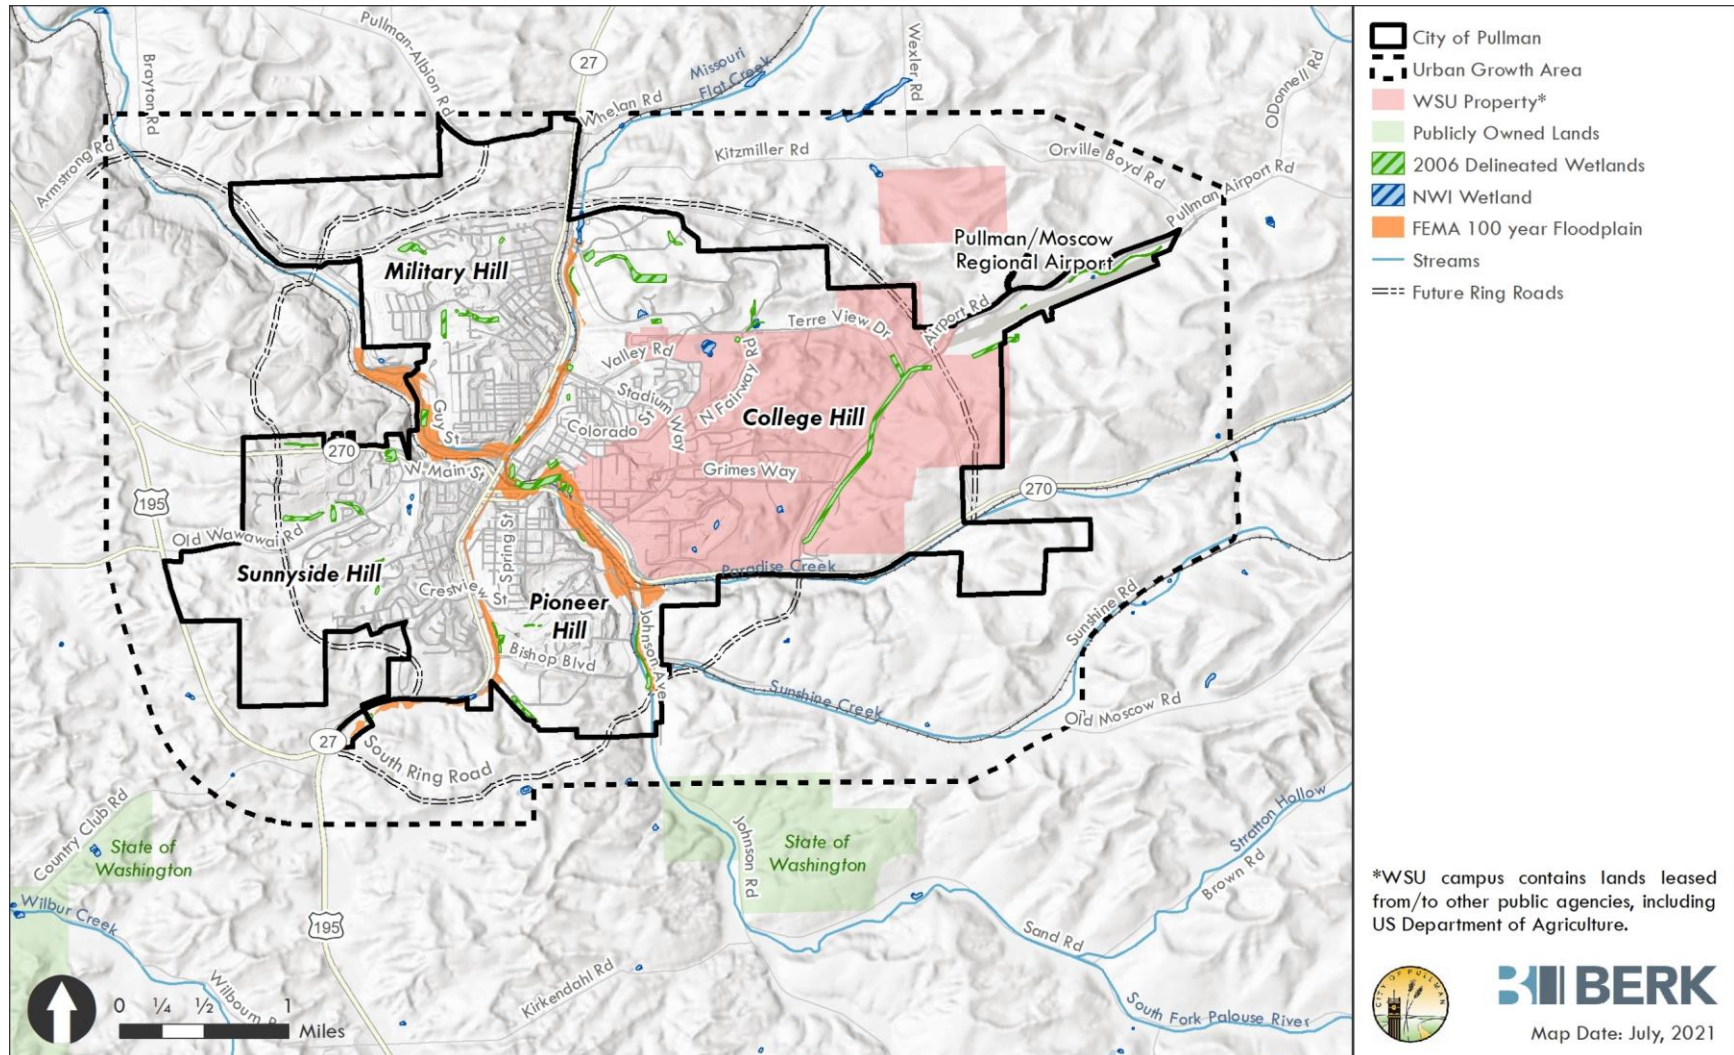 27
Pullman-Albion Rd
Brayton Rd
Missouri
Flat Creek
Wexler Rd
ODonnell Rd
Whelan Rd
Armstrong Rd
Kitzmiller Rd
Orville Boyd Rd
Pullman Airport Rd
Pullman/Moscow
Regional Airport
Military Hill
Airport Rd
Terre View Dr
Valley Rd
N Fairway Rd
Stadium Way
Colorado St
College Hill
Guy St
270
W Main St
Grimes Way
270
195
Old Wawawai Rd
Spring St
Paradise Creek
Sunnyside Hill
Crestview St
Pioneer
Hill
Johnson Ave
Bishop Blvd
Sunshine Rd
Sunshine Creek
Old Moscow Rd
27
South Ring Road
Country Club Rd
State of
Washington
State of
Washington
Johnson Rd
Stratton Hollow
Brown Rd
Wilbur Creek
195
Sand Rd
Kirkendahl Rd
South Fork Palouse River
0 ¼ ½ 1
Miles
City of Pullman
Urban Growth Area
WSU Property*
Publicly Owned Lands
2006 Delineated Wetlands
NWI Wetland
FEMA 100 year Floodplain
Streams
Future Ring Roads
*WSU campus contains lands leased
from/to other public agencies, including
US Department of Agriculture.
CITY OF PULLMAN
BERK
Map Date: July, 2021